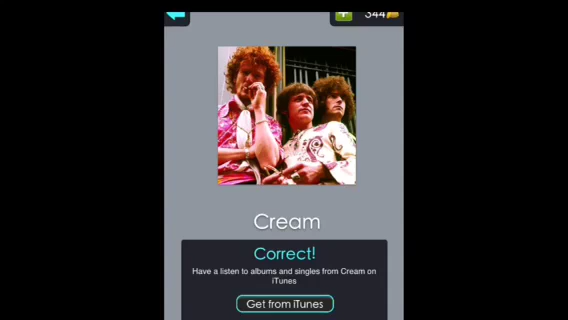 344
Cream
Correct!
Have a listen to albums and singles from Cream on
iTunes
Get from iTunes